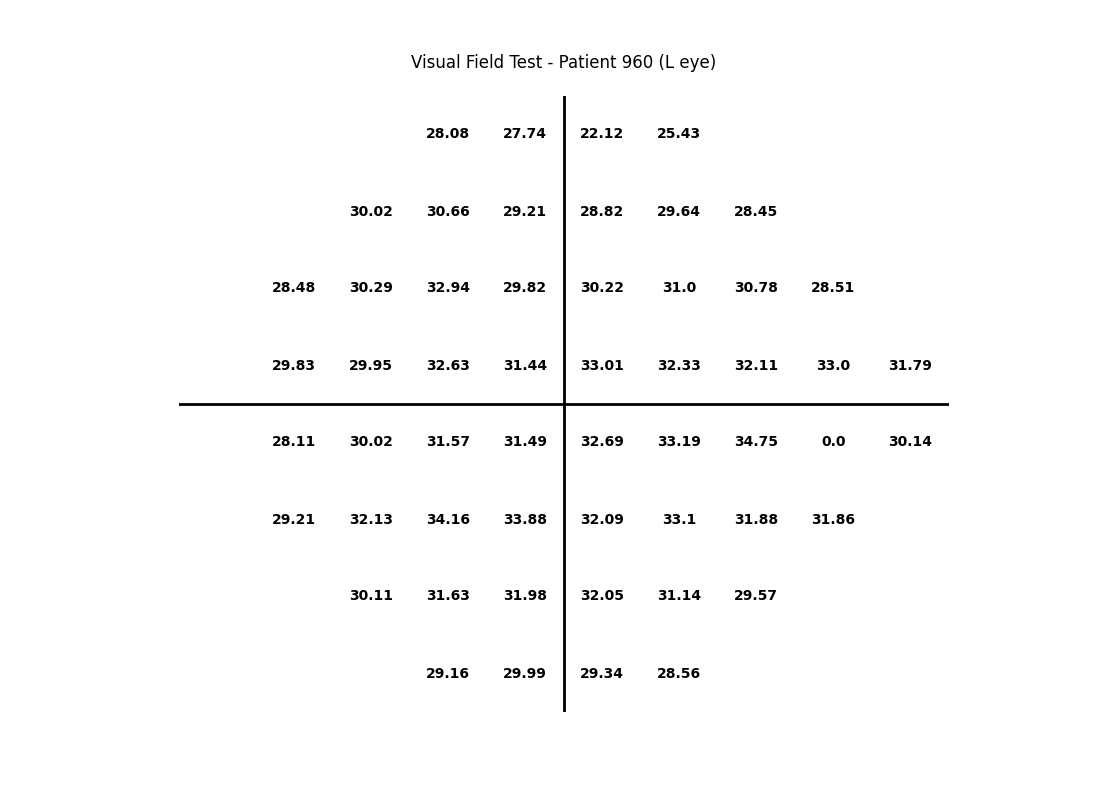 Visual Field Test - Patient 960 (L eye)
28.08 27.74 22.12 25.43
30.02 30.66 29.21 28.82 29.64 28.45
28.48 30.29 32.94 29.82 30.22 31.0 30.78 28.51
29.83 29.95 32.63 31.44 33.01 32.33 32.11 33.0 31.79
28.11 30.02 31.57 31.49 32.69 33.19 34.75 0.0 30.14
29.21 32.13 34.16 33.88 32.09 33.1 31.88 31.86
30.11 31.63 31.98 32.05 31.14 29.57
29.16 29.99 29.34 28.56